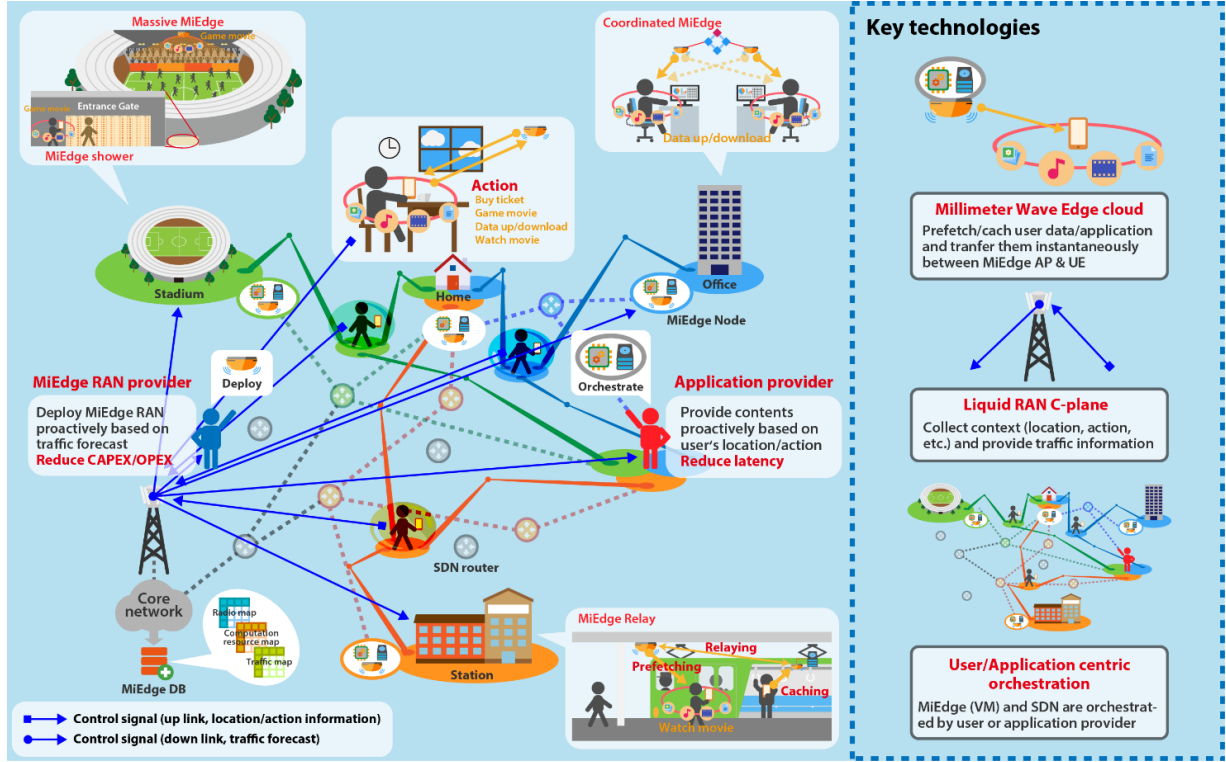 Massive MiEdge
Game movie
Game movie
Entrance Gate
MiEdge shower
Coordinated MiEdge
Data up/download
Action
Buy ticket
Game movie
Data up/download
Watch movie
Stadium
Home
Office
MiEdge Node
MiEdge RAN provider
Deploy
Deploy MiEdge RAN
proactively based on
traffic forecast
Reduce CAPEX/OPEX
Orchestrate
Application provider
Provide contents
proactively based on
user's location/action
Reduce latency
SDN router
Core
network
Radio map
Computation
resource map
Traffic map
MiEdge DB
Station
MiEdge Relay
Relaying
Prefetching
Caching
Watch movie
Control signal (up link, location/action information)
Control signal (down link, traffic forecast)
Key technologies
Millimeter Wave Edge cloud
Prefetch/cach user data/application
and tranfer them instantaneously
between MiEdge AP & UE
Liquid RAN C-plane
Collect context (location, action,
etc.) and provide traffic information
User/Application centric
orchestration
MiEdge (VM) and SDN are orchestrat-
ed by user or application provider